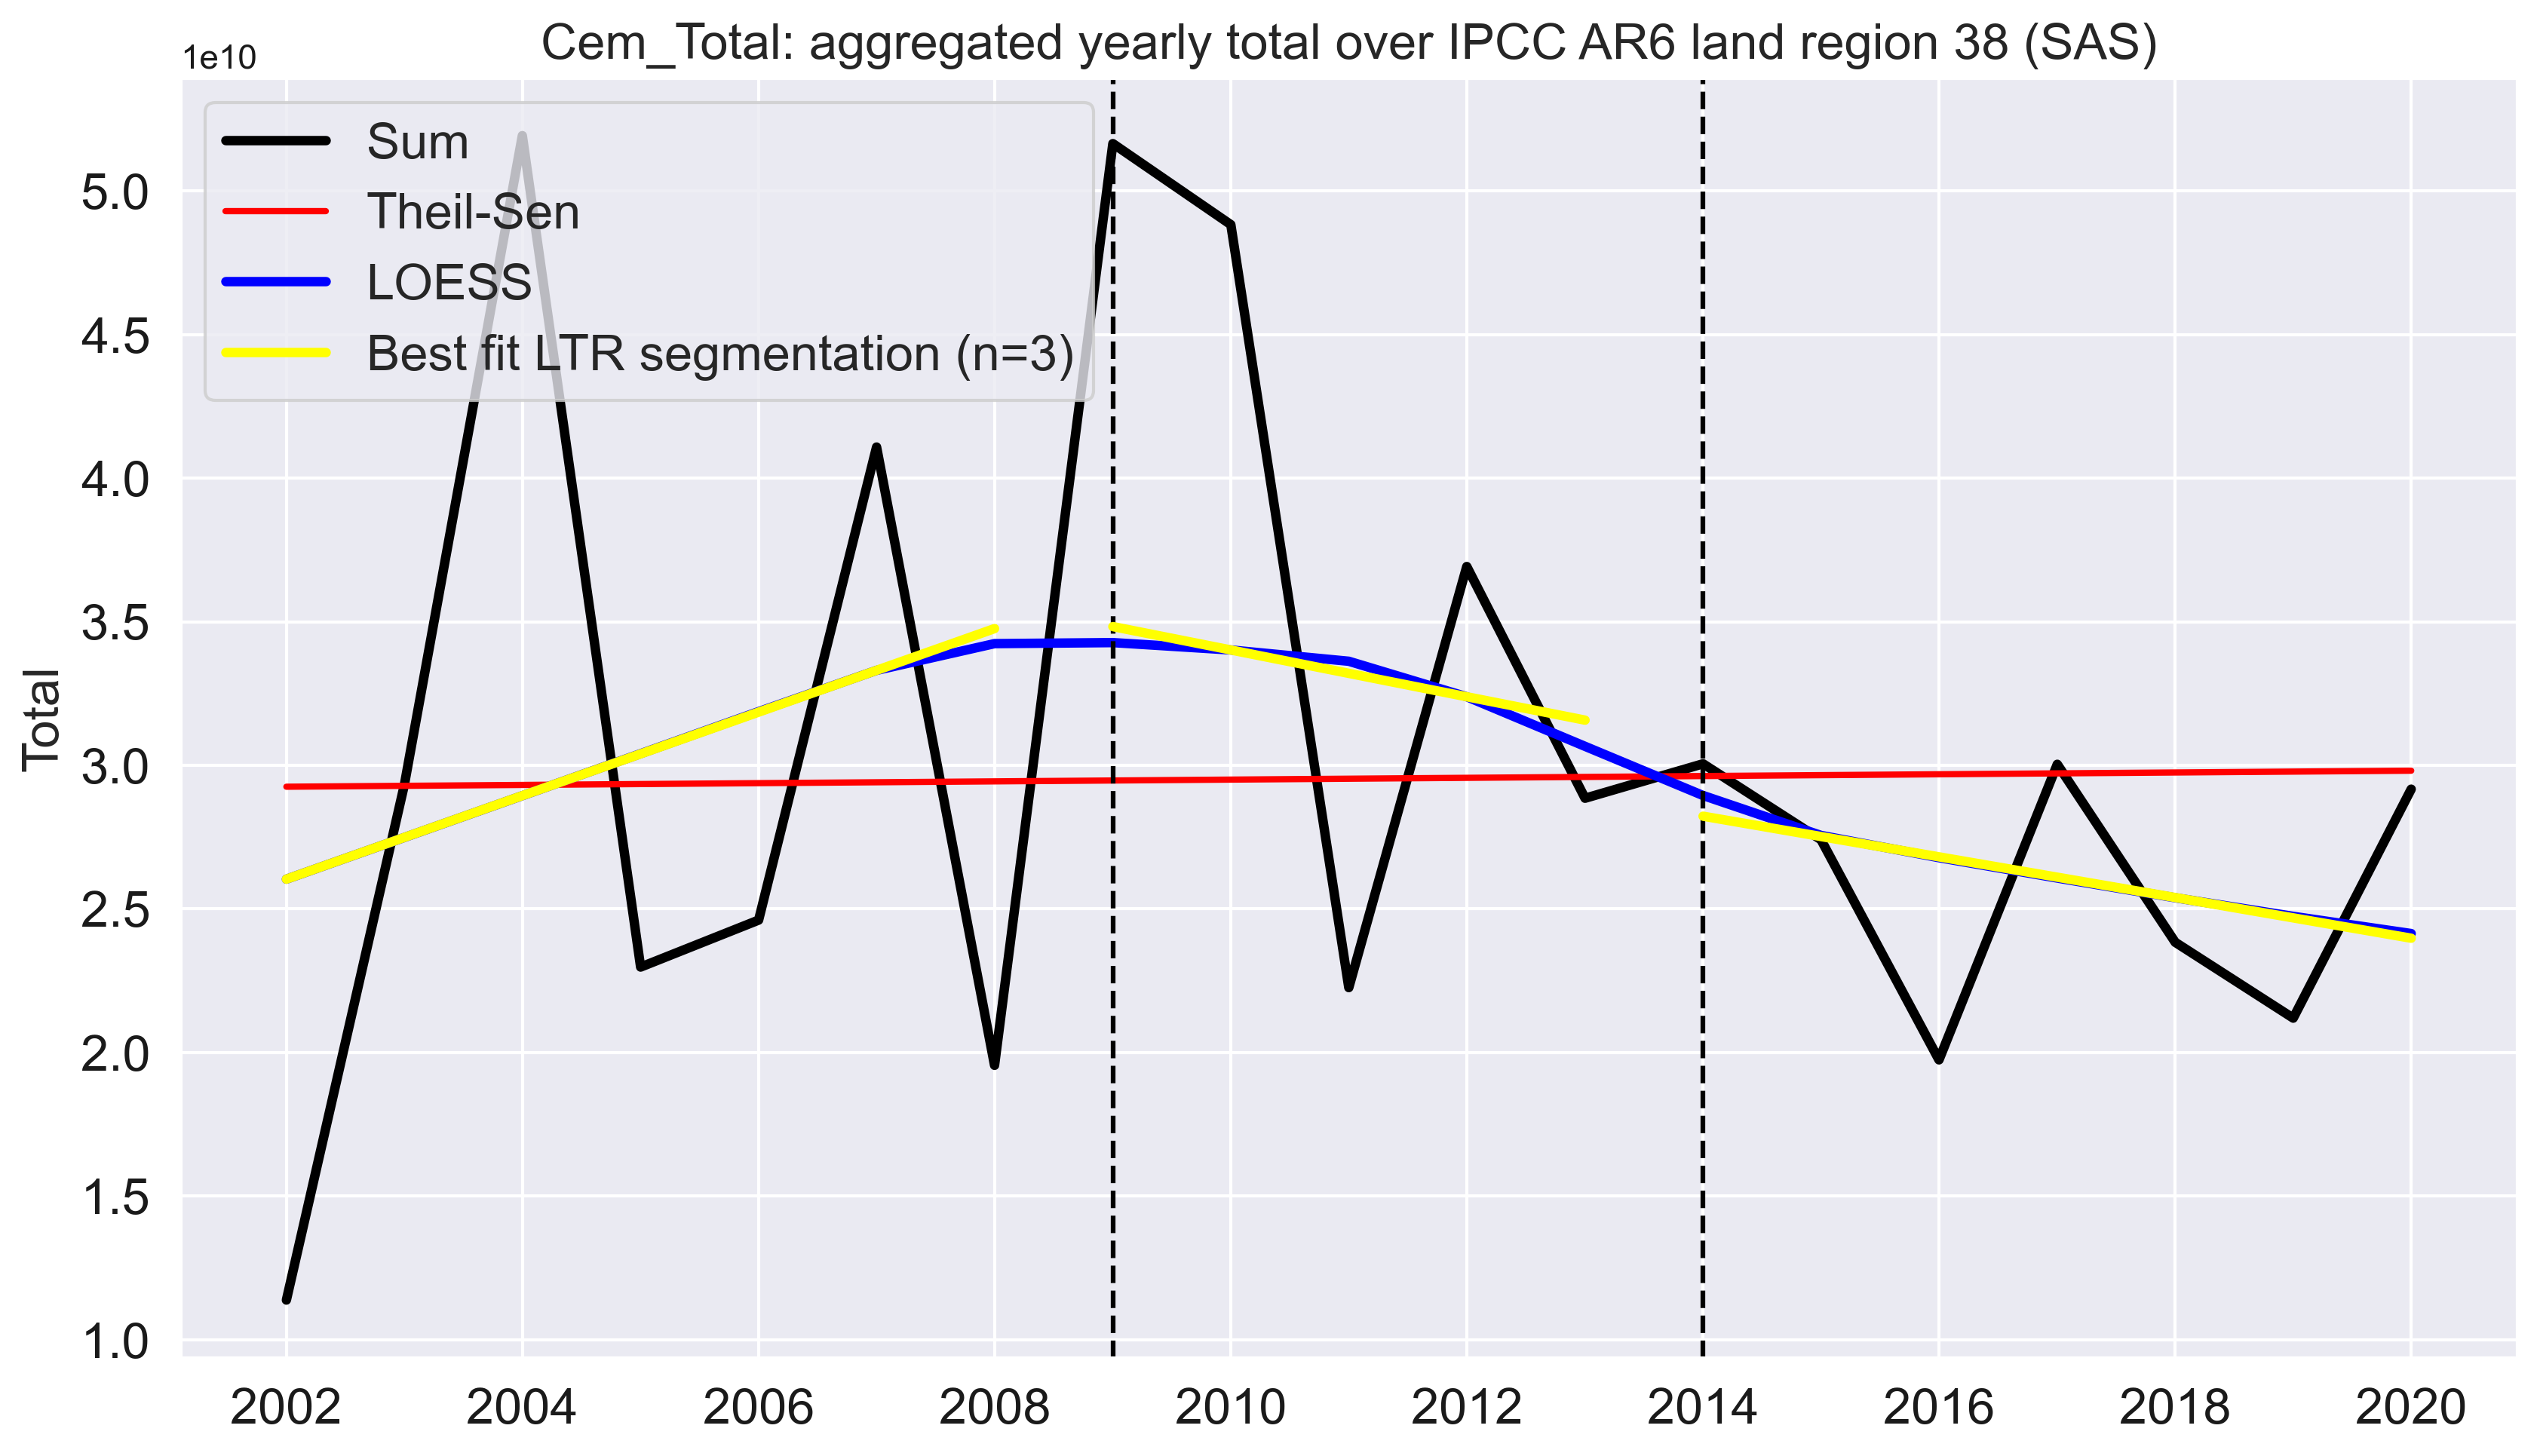 Cem_Total: aggregated yearly total over IPCC AR6 land region 38 (SAS)
1e10
Sum
Theil-Sen
LOESS
Best fit LTR segmentation (n=3)
5.0
4.5
4.0
3.5
3.0
2.5
2.0
1.5
1.0
Total
2002 2004 2006 2008 2010 2012 2014 2016 2018 2020